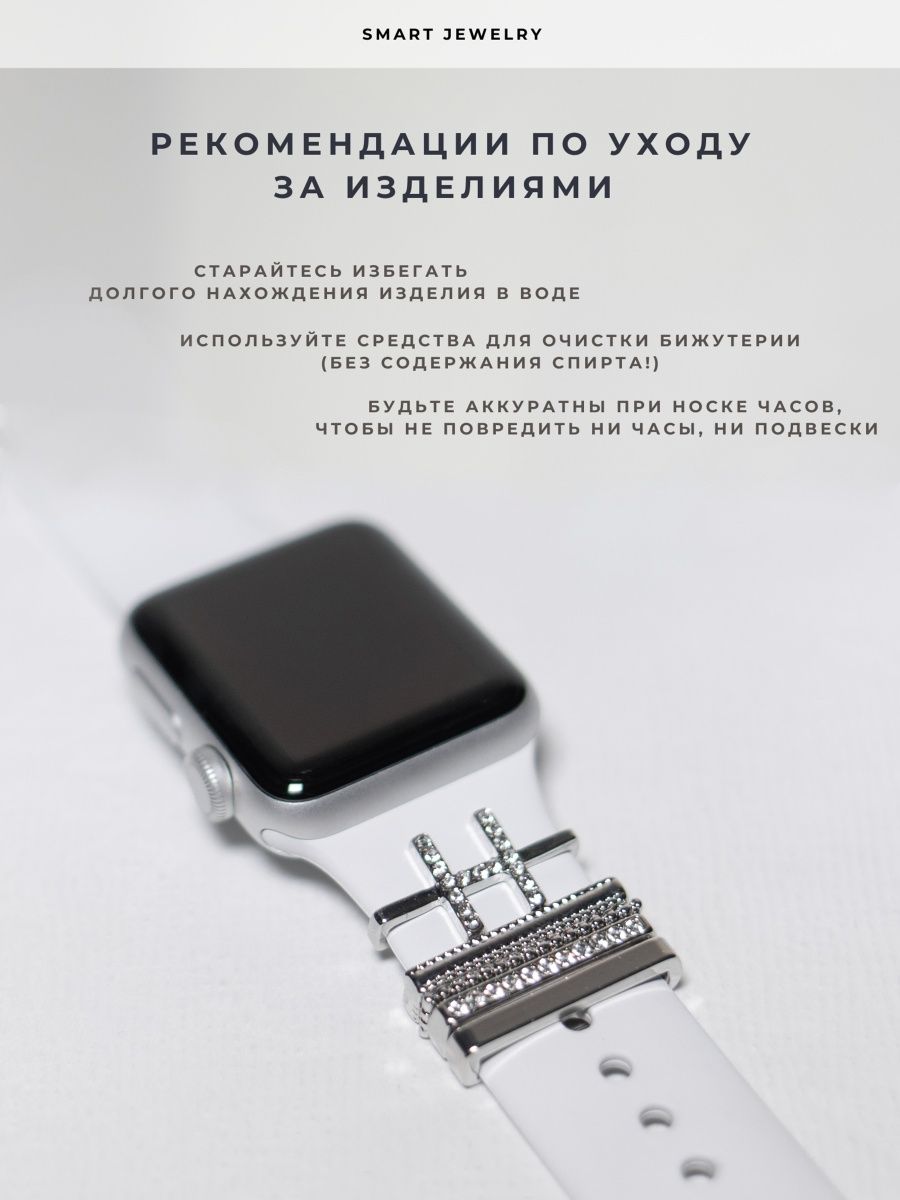 SMART JEWELRY
РЕКОМЕНДАЦИИ ПО УХОДУ
ЗА ИЗДЕЛИЯМИ
СТАРАЙТЕСЬ ИЗБЕГАТЬ
ДОЛГОГО НАХОЖДЕНИЯ ИЗДЕЛИЯ В ВОДЕ
ИСПОЛЬЗУЙТЕ СРЕДСТВА ДЛЯ ОЧИСТКИ БИЖУТЕРИИ
(БЕЗ СОДЕРЖАНИЯ СПИРТА!)
БУДЬТЕ АККУРАТНЫ ПРИ НОСКЕ ЧАСОВ,
ЧТОБЫ НЕ ПОВРЕДИТЬ НИ ЧАСЫ, НИ ПОДВЕСКИ
H